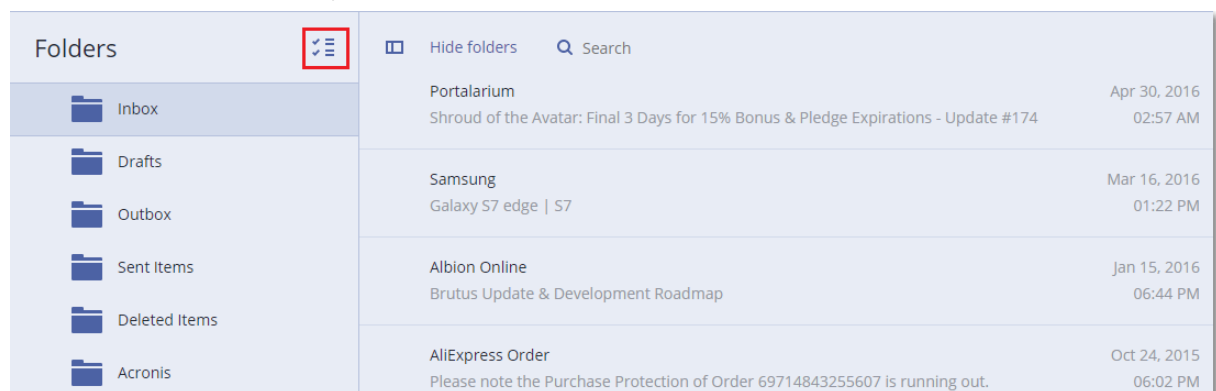 Folders
Inbox
Drafts
Outbox
Sent Items
Deleted Items
Acronis
Hide folders Search
Portalarium Apr 30, 2016
Shroud of the Avatar: Final 3 Days for 15% Bonus & Pledge Expirations - Update #174 02:57 AM
Samsung Mar 16, 2016
Galaxy S7 edge | S7 01:22 PM
Albion Online Jan 15, 2016
Brutus Update & Development Roadmap 06:44 PM
AliExpress Order Oct 24, 2015
Please note the Purchase Protection of Order 69714843255607 is running out. 06:02 PM